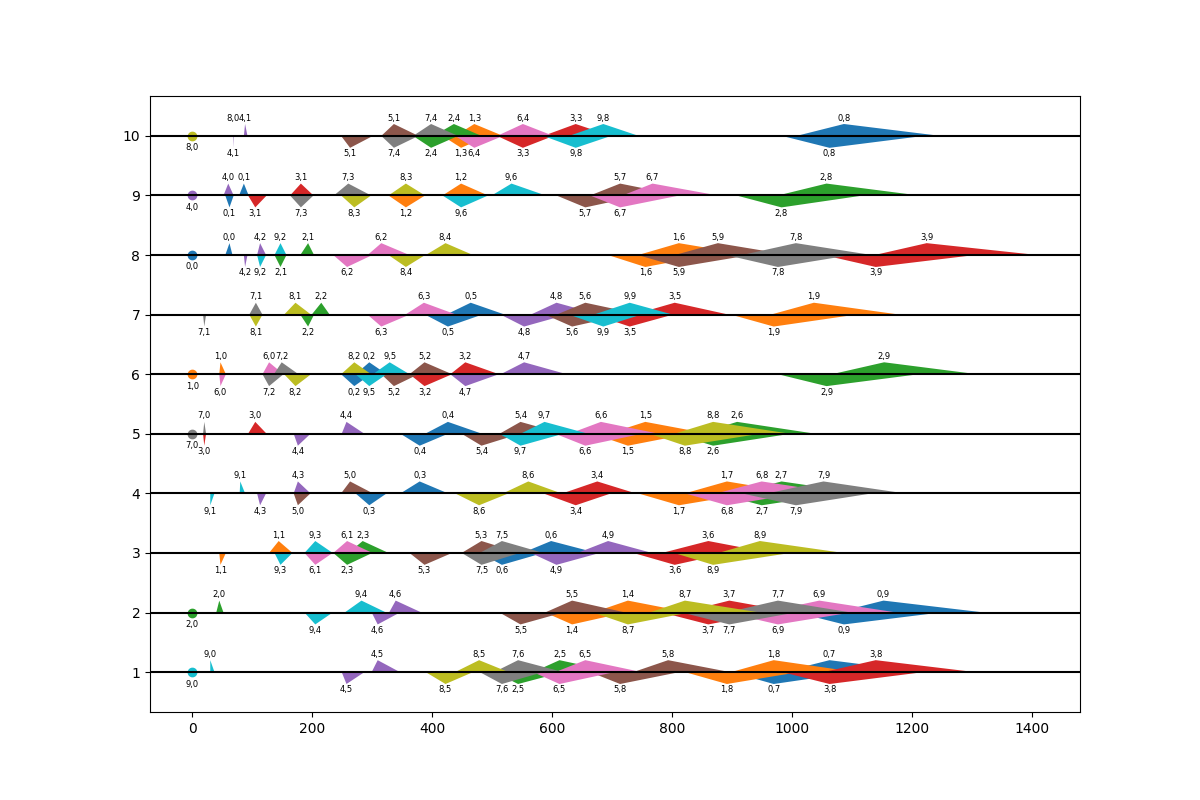 8,0 4,1 5,1 7,4 2,4 1,3 6,4 3,3 9,8 0,8
10
8,0 4,1 5,1 7,4 2,4 1,3 6,4 3,3 9,8 0,8
4,0 0,1 3,1 7,3 8,3 1,2 9,6 5,7 6,7 2,8
9
4,0 0,1 3,1 7,3 8,3 1,2 9,6 5,7 6,7 2,8
0,0 4,2 9,2 2,1 6,2 8,4 1,6 5,9 7,8 3,9
8
0,0 4,2 9,2 2,1 6,2 8,4 1,6 5,9 7,8 3,9
7,1 8,1 2,2 6,3 0,5 4,8 5,6 9,9 3,5 1,9
7
7,1 8,1 2,2 6,3 0,5 4,8 5,6 9,9 3,5 1,9
1,0 6,0 7,2 8,2 0,2 9,5 5,2 3,2 4,7 2,9
6
6,0 7,2 8,2 0,2 9,5 5,2 3,2 4,7 2,9
7,0 3,0 4,4 0,4 5,4 9,7 6,6 1,5 8,8 2,6
5
7,0 3,0 4,4 0,4 5,4 9,7 6,6 1,5 8,8 2,6
9,1 4,3 5,0 0,3 8,6 3,4 1,7 6,8 2,7 7,9
4
9,1 4,3 5,0 0,3 8,6 3,4 1,7 6,8 2,7 7,9
1,1 9,3 6,1 2,3 5,3 7,5 0,6 4,9 3,6 8,9
3
1,1 9,3 6,1 2,3 5,3 7,5 0,6 4,9 3,6 8,9
2,0 9,4 4,6 5,5 1,4 8,7 3,7 7,7 6,9 0,9
2
2,0 9,4 4,6 5,5 1,4 8,7 3,7 7,7 6,9 0,9
9,0 4,5 8,5 7,6 2,5 6,5 5,8 1,8 0,7 3,8
1
9,0 4,5 8,5 7,6 2,5 6,5 5,8 1,8 0,7 3,8
0 200 400 600 800 1000 1200 1400